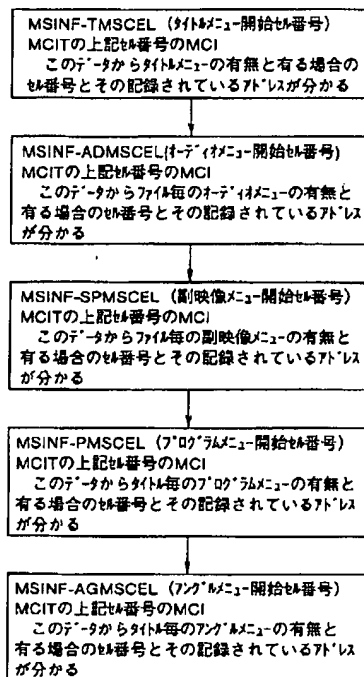 MSINF-TMSCEL (ﾀｲﾄﾙﾒﾆｭｰ開始ｾﾙ番号)
MCITの上記ｾﾙ番号のMCI
このﾃﾞｰﾀからﾀｲﾄﾙﾒﾆｭｰの有無と有る場合の
ｾﾙ番号とその記録されているｱﾄﾞﾚｽが分かる
MSINF-ADMSCEL(ｵｰﾃﾞｨｵﾒﾆｭｰ開始ｾﾙ番号)
MCITの上記ｾﾙ番号のMCI
このﾃﾞｰﾀからﾌｧｲﾙ毎のｵｰﾃﾞｨｵﾒﾆｭｰの有無と
有る場合のｾﾙ番号とその記録されているｱﾄﾞﾚｽ
が分かる
MSINF-SPMSCEL (副映像ﾒﾆｭｰ開始ｾﾙ番号)
MCITの上記ｾﾙ番号のMCI
このﾃﾞｰﾀからﾌｧｲﾙ毎の副映像ﾒﾆｭｰの有無と
有る場合のｾﾙ番号とその記録されているｱﾄﾞﾚｽ
が分かる
MSINF-PMSCEL (ﾌﾟﾛｸﾞﾗﾑﾒﾆｭｰ開始ｾﾙ番号)
MCITの上記ｾﾙ番号のMCI
このﾃﾞｰﾀからﾀｲﾄﾙ毎のﾌﾟﾛｸﾞﾗﾑﾒﾆｭｰの有無と
有る場合のｾﾙ番号とその記録されているｱﾄﾞﾚｽ
が分かる
MSINF-AGMSCEL (ｱﾝｸﾞﾙﾒﾆｭｰ開始ｾﾙ番号)
MCITの上記ｾﾙ番号のMCI
このﾃﾞｰﾀからﾀｲﾄﾙ毎のｱﾝｸﾞﾙﾒﾆｭｰの有無と
有る場合のｾﾙ番号とその記録されているｱﾄﾞﾚｽ
が分かる